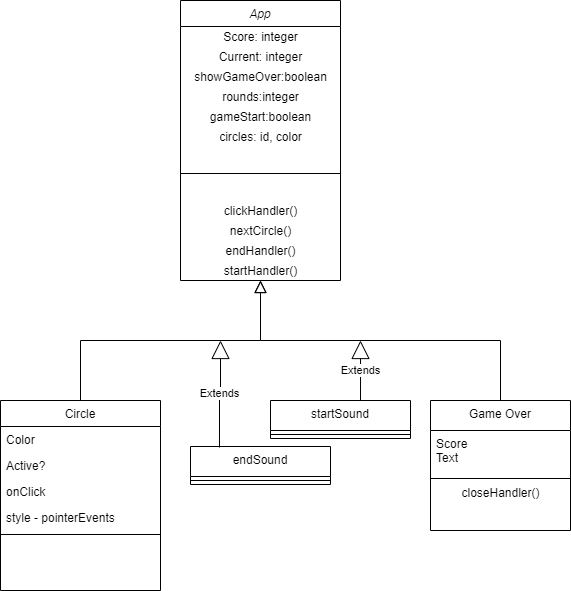 App
Score: integer
Current: integer
showGameOver:boolean
rounds:integer
gameStart:boolean
circles: id, color
clickHandler()
nextCircle()
endHandler()
startHandler()
Extends
Extends
Circle
Color
Active?
onClick
style - pointerEvents
endSound
startSound
Game Over
Score
Text
closeHandler()